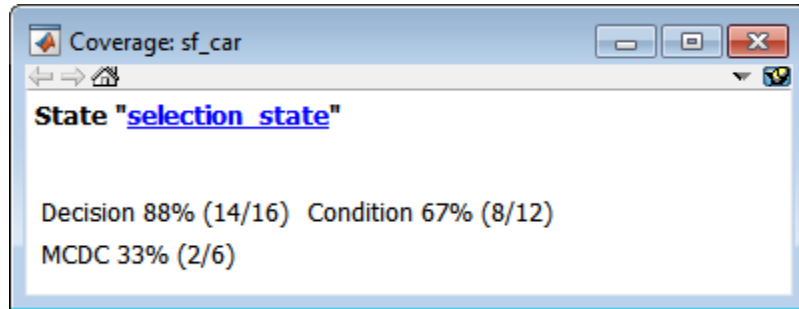 Coverage: sf_car
State "selection_state"
Decision 88% (14/16) Condition 67% (8/12)
MCDC 33% (2/6)